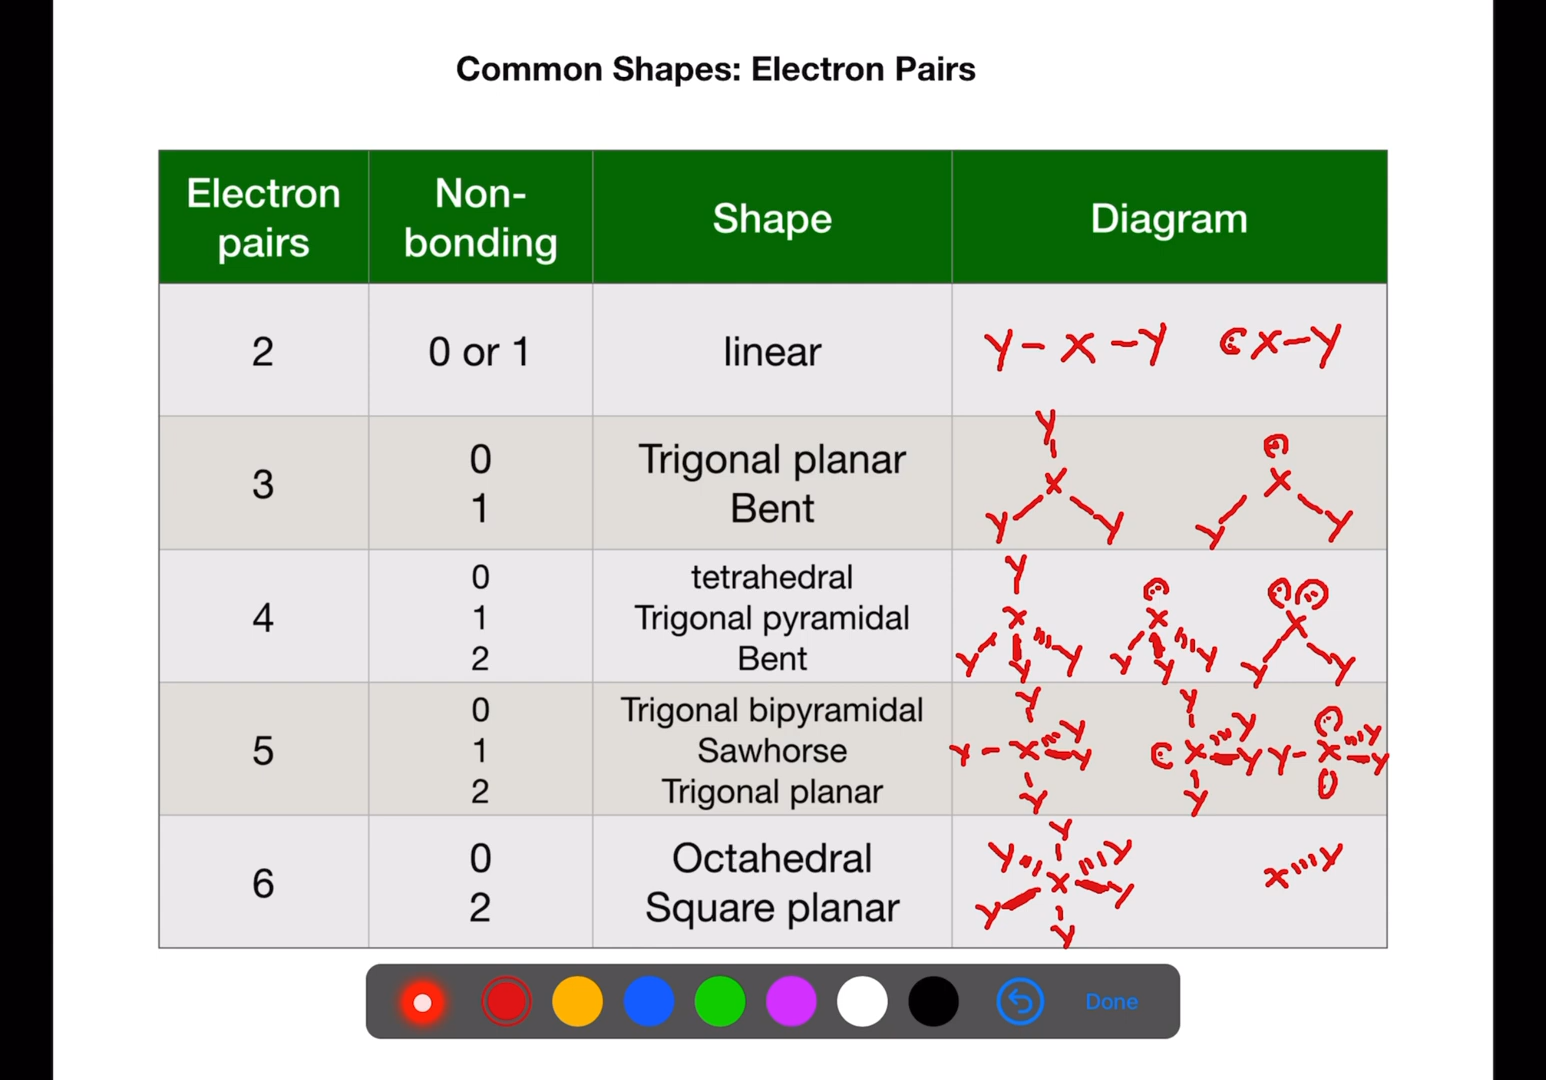 Common Shapes: Electron Pairs
Electron pairs
Non-bonding
Shape
Diagram
2
0 or 1
linear
Y - X - Y
X - Y
3
0
1
Trigonal planar
Bent
Y
X
Y
Y
X
Y
Y
4
0
1
2
tetrahedral
Trigonal pyramidal
Bent
Y
X
Y
Y
Y
X
Y
Y
Y
X
Y
Y
5
0
1
2
Trigonal bipyramidal
Sawhorse
Trigonal planar
Y
Y - X
Y
Y
Y
Y
X
Y
Y
Y
Y - X
Y
Y
6
0
2
Octahedral
Square planar
Y
Y
Y
X
Y
Y
Y
X
Y
Done